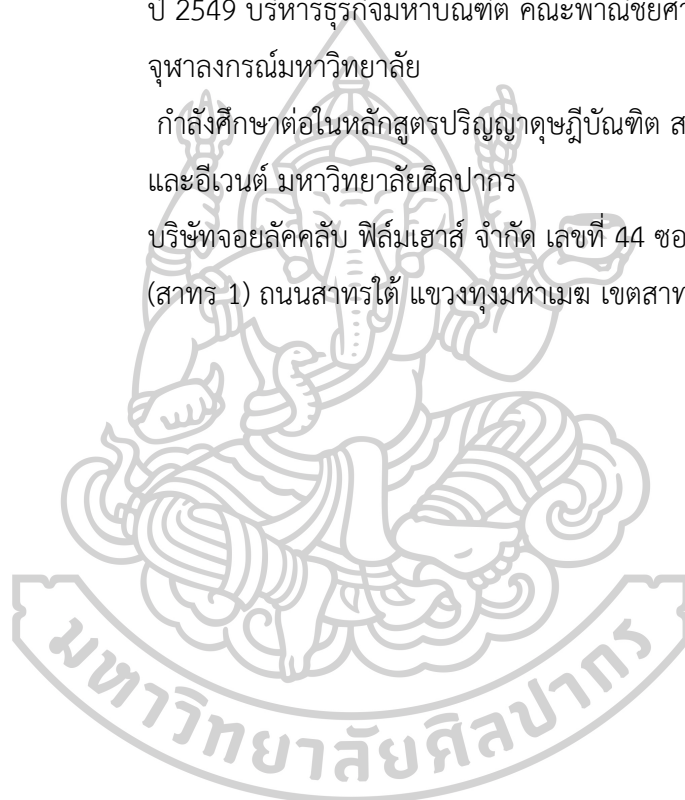 ปี 2549 บริหารธุรกิจมหาบัณฑิต คณะพาณิชยศา
จุฬาลงกรณ์มหาวิทยาลัย
กำลังศึกษาต่อในหลักสูตรปริญญาดุษฎีบัณฑิต ส
และอีเวนต์ มหาวิทยาลัยศิลปากร
บริษัทจอยลัคคลับ ฟิล์มเฮาส์ จำกัด เลขที่ 44 ซอ
(สาทร 1) ถนนสาทรใต้ แขวงทุงมหาเมฆ เขตสาท
มหาวิทยาลัยศิลปากร